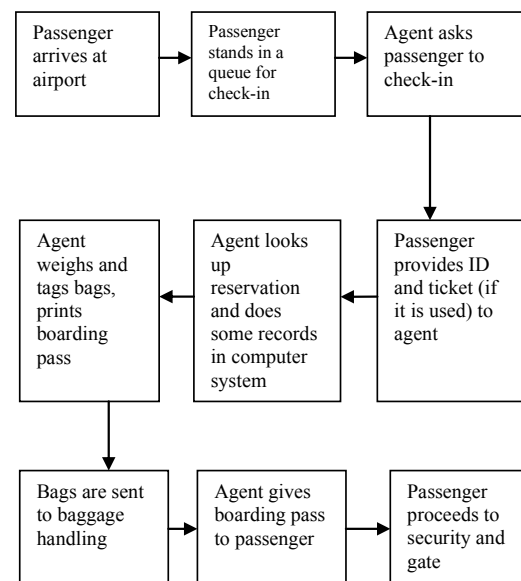 Passenger
arrives at
airport
Passenger
stands in a
queue for
check-in
Agent asks
passenger to
check-in
Passenger
provides ID
and ticket (if
it is used) to
agent
Agent looks
up
reservation
and does
some records
in computer
system
Agent
weighs and
tags bags,
prints
boarding
pass
Bags are sent
to baggage
handling
Agent gives
boarding pass
to passenger
Passenger
proceeds to
security and
gate